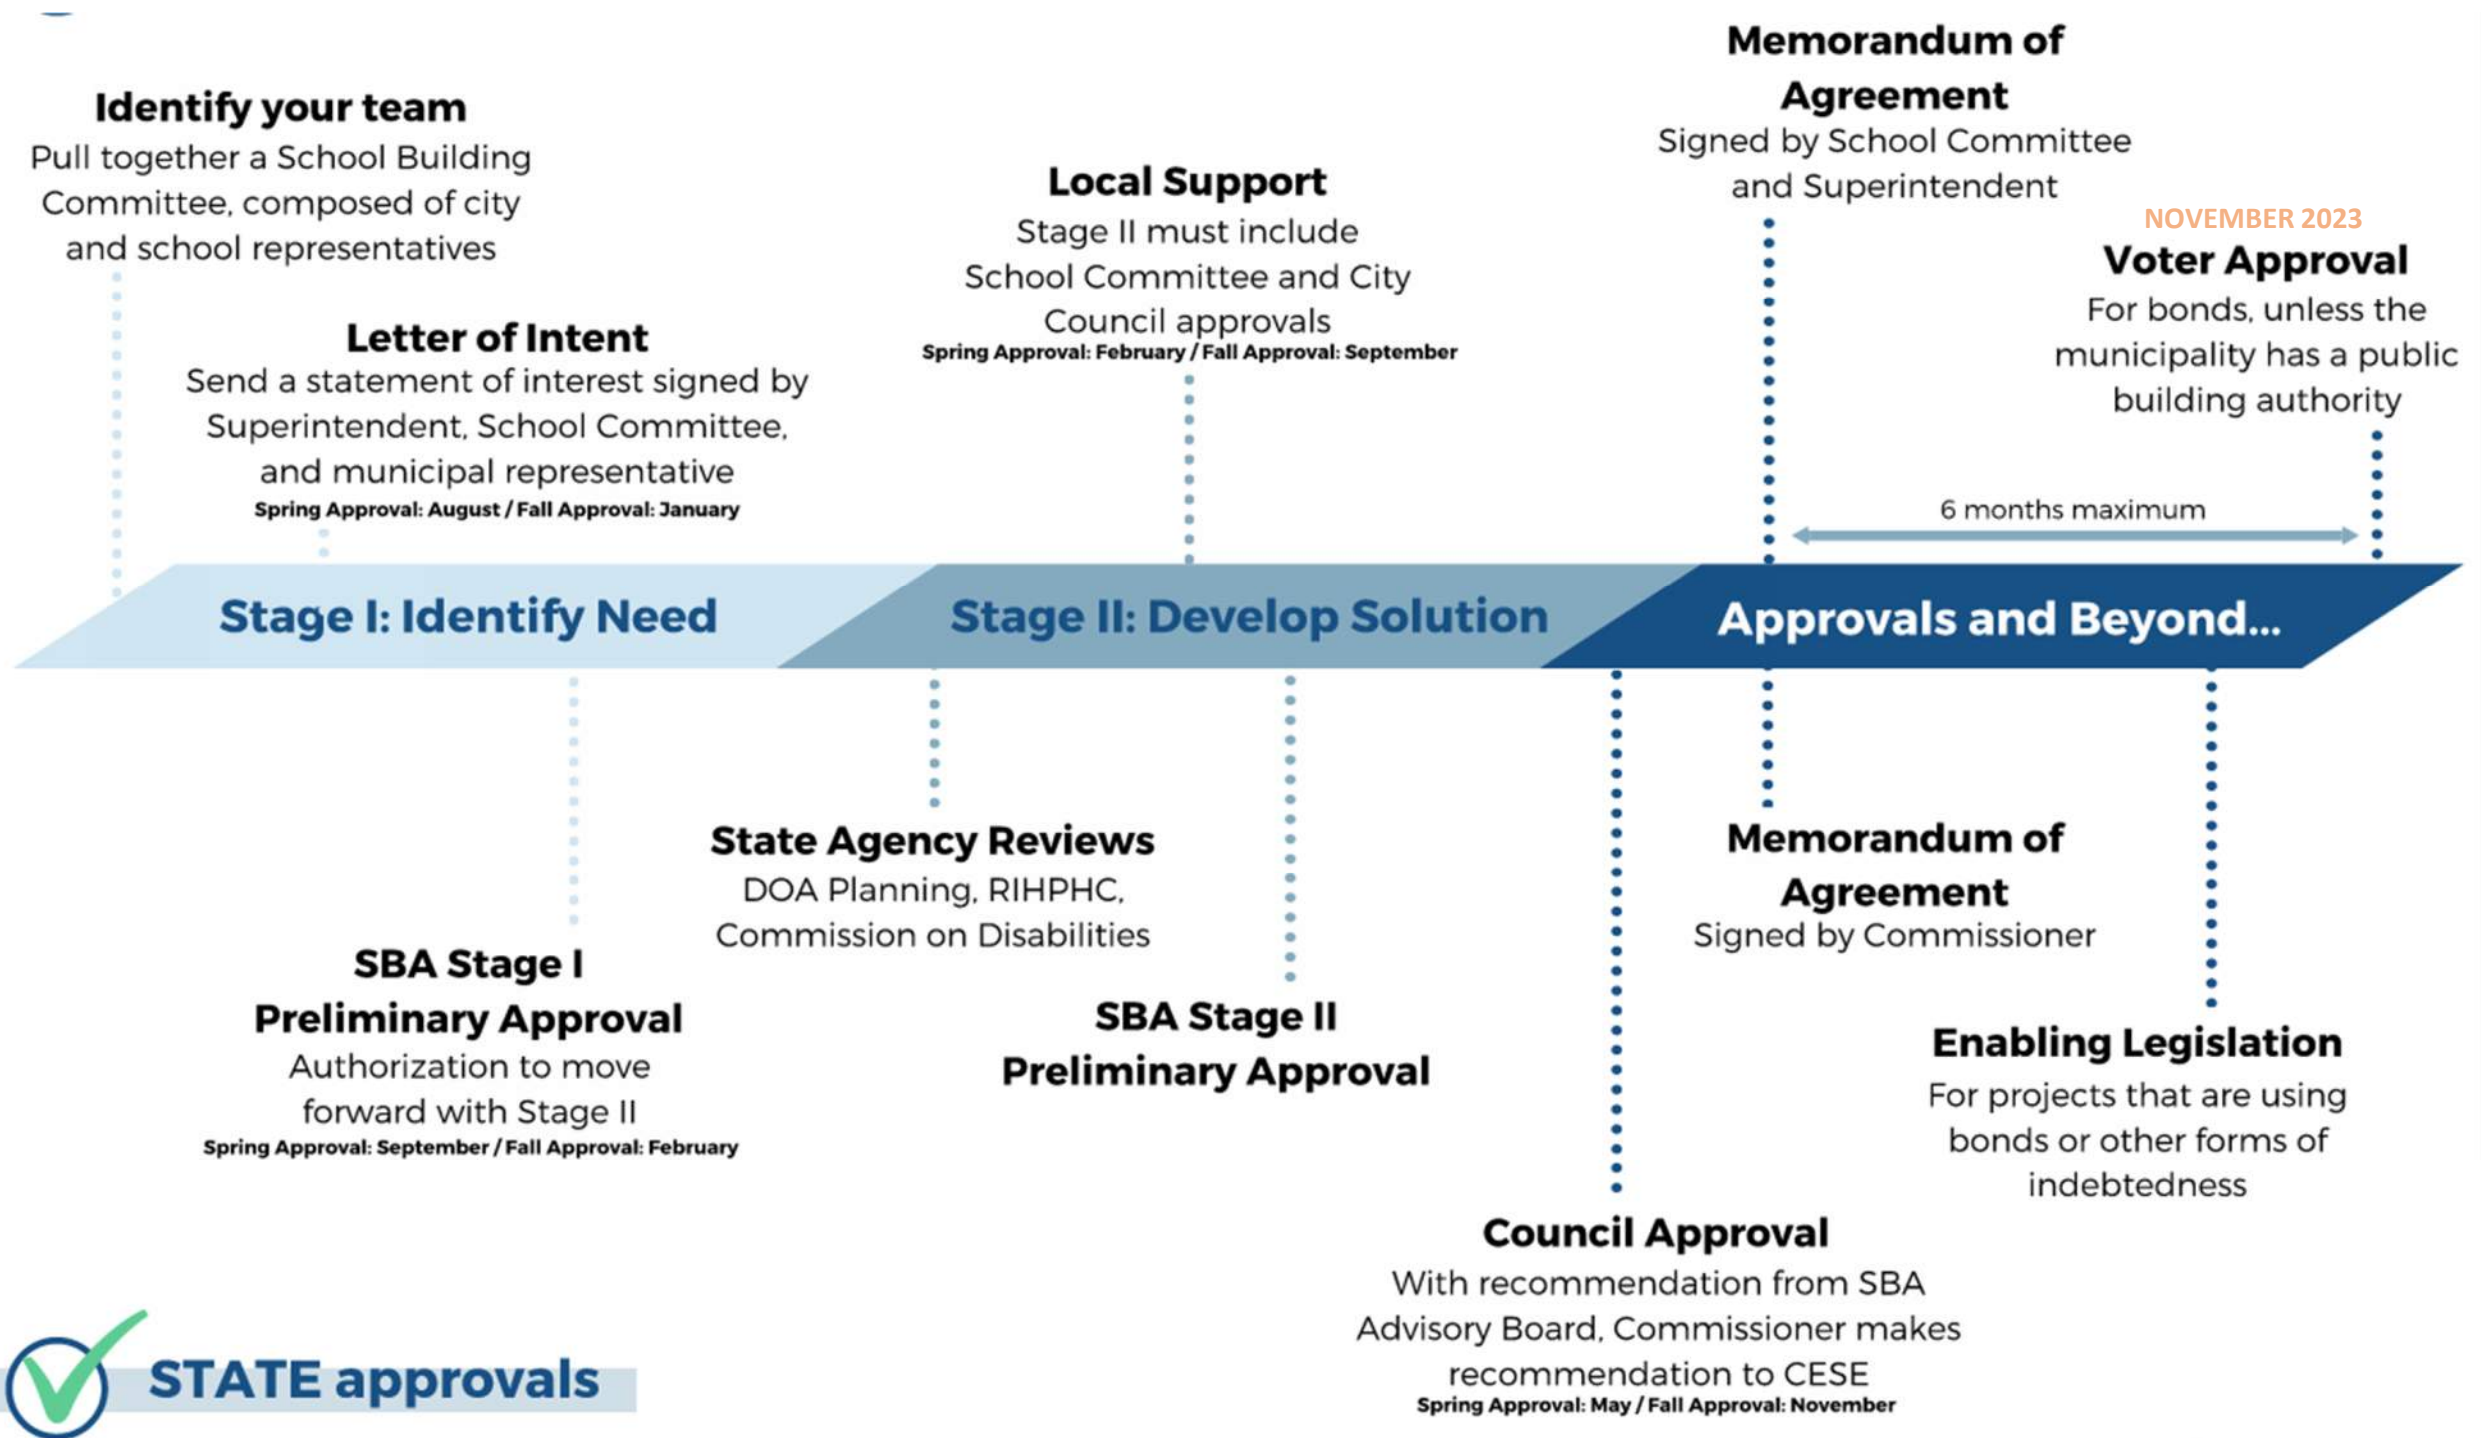 Identify your team
Pull together a School Building
Committee, composed of city
and school representatives
Letter of Intent
Send a statement of interest signed by
Superintendent, School Committee,
and municipal representative
Spring Approval: August / Fall Approval: January
Local Support
Stage II must include
School Committee and City
Council approvals
Spring Approval: February / Fall Approval: September
Memorandum of
Agreement
Signed by School Committee
and Superintendent
NOVEMBER 2023
Voter Approval
For bonds, unless the
municipality has a public
building authority
6 months maximum
Stage I: Identify Need
Stage II: Develop Solution
Approvals and Beyond...
SBA Stage I
Preliminary Approval
Authorization to move
forward with Stage II
Spring Approval: September / Fall Approval: February
State Agency Reviews
DOA Planning, RIHPHC,
Commission on Disabilities
SBA Stage II
Preliminary Approval
Council Approval
With recommendation from SBA
Advisory Board, Commissioner makes
recommendation to CESE
Spring Approval: May / Fall Approval: November
Memorandum of
Agreement
Signed by Commissioner
Enabling Legislation
For projects that are using
bonds or other forms of
indebtedness
STATE approvals